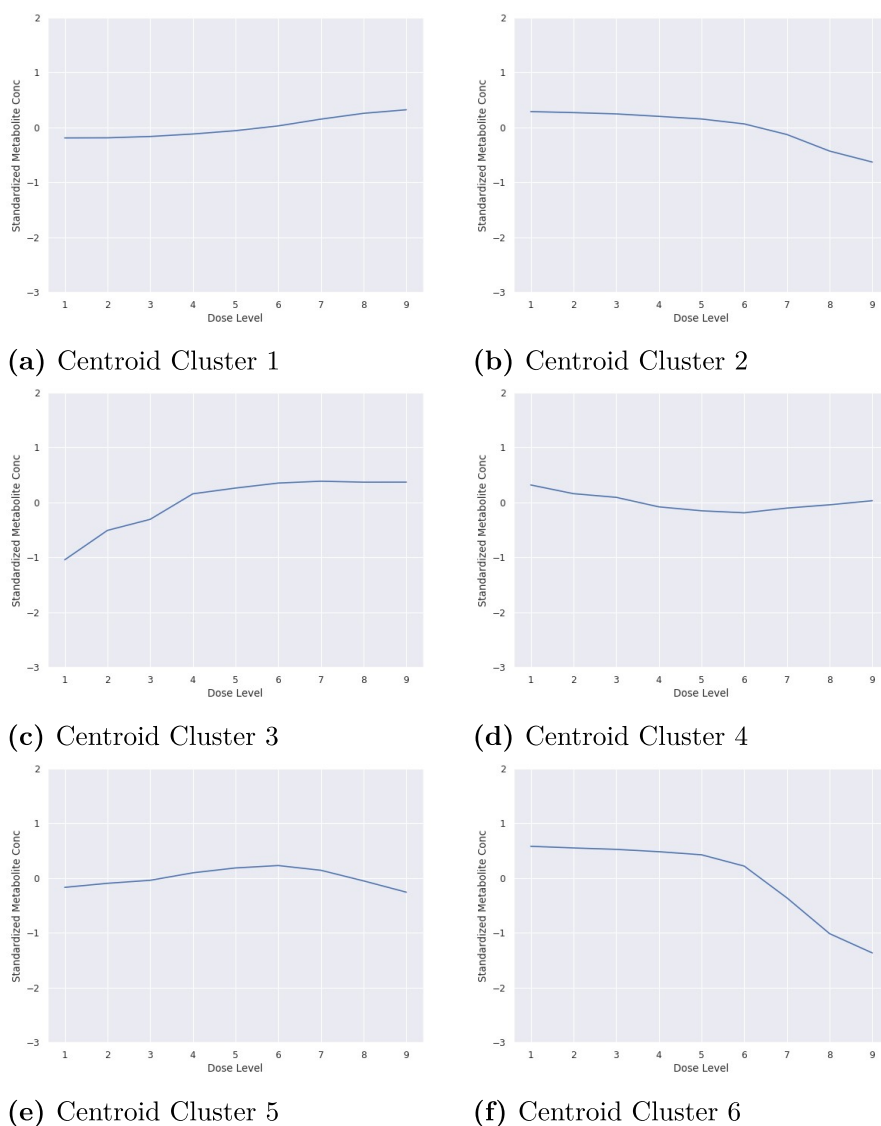 2
1
0
−1
−2
−3
Standardized Metabolite Conc
1 2 3 4 5 6 7 8 9
Dose Level
(a) Centroid Cluster 1
2
1
0
−1
−2
−3
Standardized Metabolite Conc
1 2 3 4 5 6 7 8 9
Dose Level
(b) Centroid Cluster 2
2
1
0
−1
−2
−3
Standardized Metabolite Conc
1 2 3 4 5 6 7 8 9
Dose Level
(c) Centroid Cluster 3
2
1
0
−1
−2
−3
Standardized Metabolite Conc
1 2 3 4 5 6 7 8 9
Dose Level
(d) Centroid Cluster 4
2
1
0
−1
−2
−3
Standardized Metabolite Conc
1 2 3 4 5 6 7 8 9
Dose Level
(e) Centroid Cluster 5
2
1
0
−1
−2
−3
Standardized Metabolite Conc
1 2 3 4 5 6 7 8 9
Dose Level
(f) Centroid Cluster 6